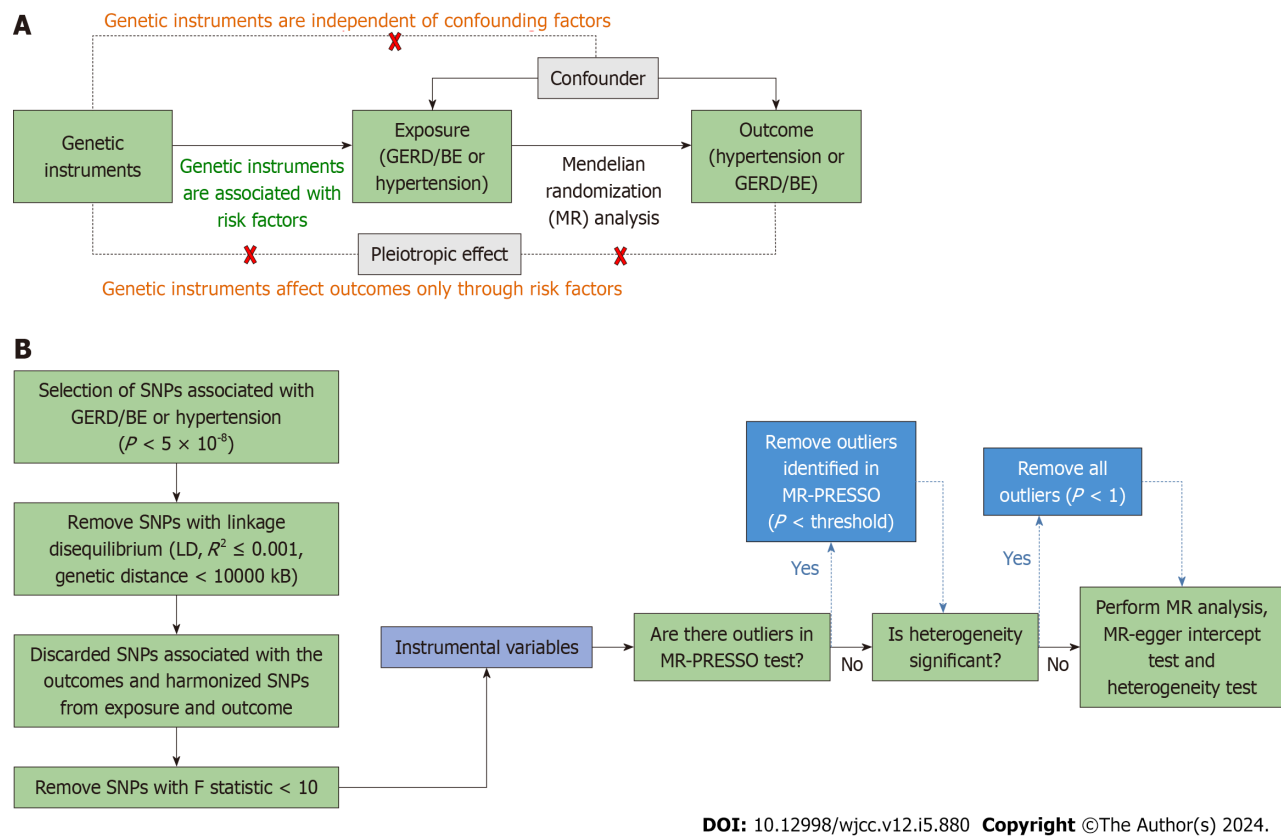 A
Genetic instruments are independent of confounding factors
Confounder
Genetic
instruments
Genetic instruments
are associated with
risk factors
Exposure
(GERD/BE or
hypertension)
Mendelian
randomization
(MR) analysis
Outcome
(hypertension or
GERD/BE)
Pleiotropic effect
Genetic instruments affect outcomes only through risk factors
B
Selection of SNPs associated with
GERD/BE or hypertension
(P < 5 × 10⁻⁸)
Remove SNPs with linkage
disequilibrium (LD, R² ≤ 0.001,
genetic distance < 10000 kB)
Discarded SNPs associated with the
outcomes and harmonized SNPs
from exposure and outcome
Remove SNPs with F statistic < 10
Instrumental variables
Are there outliers in
MR-PRESSO test?
Yes
No
Remove outliers
identified in
MR-PRESSO
(P < threshold)
Is heterogeneity
significant?
Yes
No
Remove all
outliers (P < 1)
Perform MR analysis,
MR-egger intercept
test and
heterogeneity test
DOI: 10.12998/wjcc.v12.i5.880 Copyright ©The Author(s) 2024.